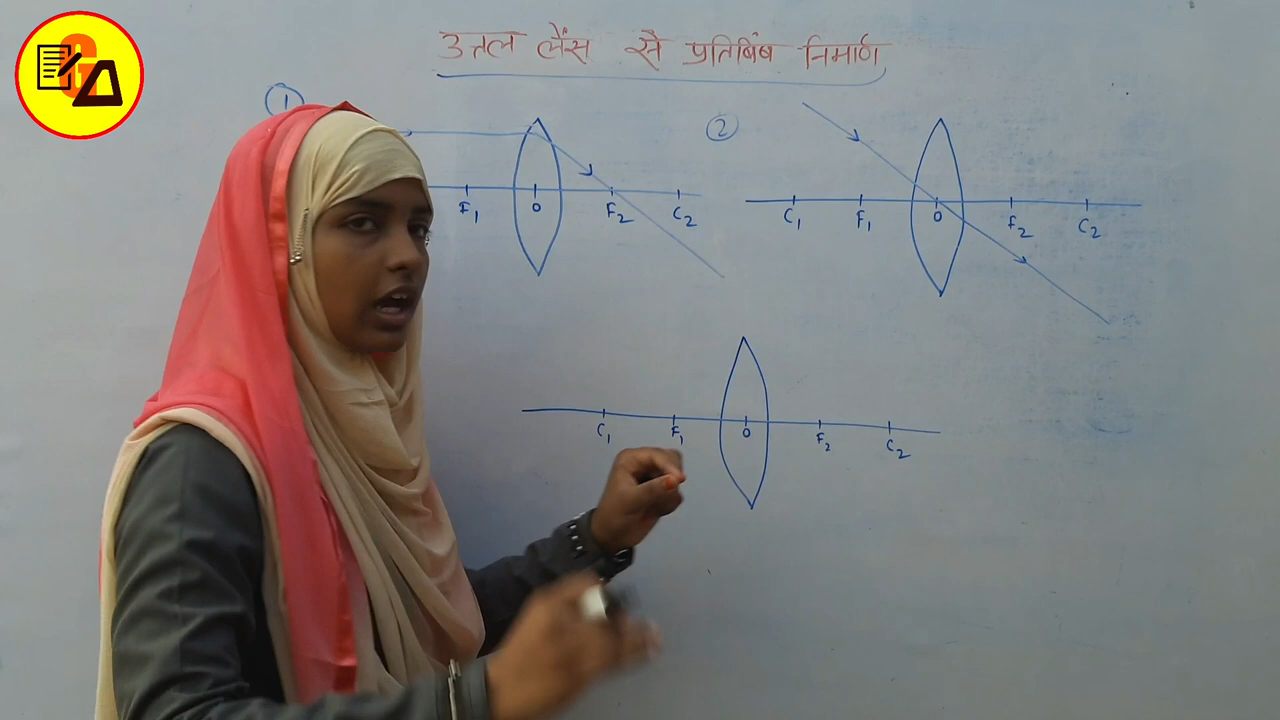 उत्तल लैंस से प्रतिबिंब निमार्ण
① ②
F₁ O F₂ C₂
C₁ F₁ O F₂ C₂
C₁ F₁ O F₂ C₂